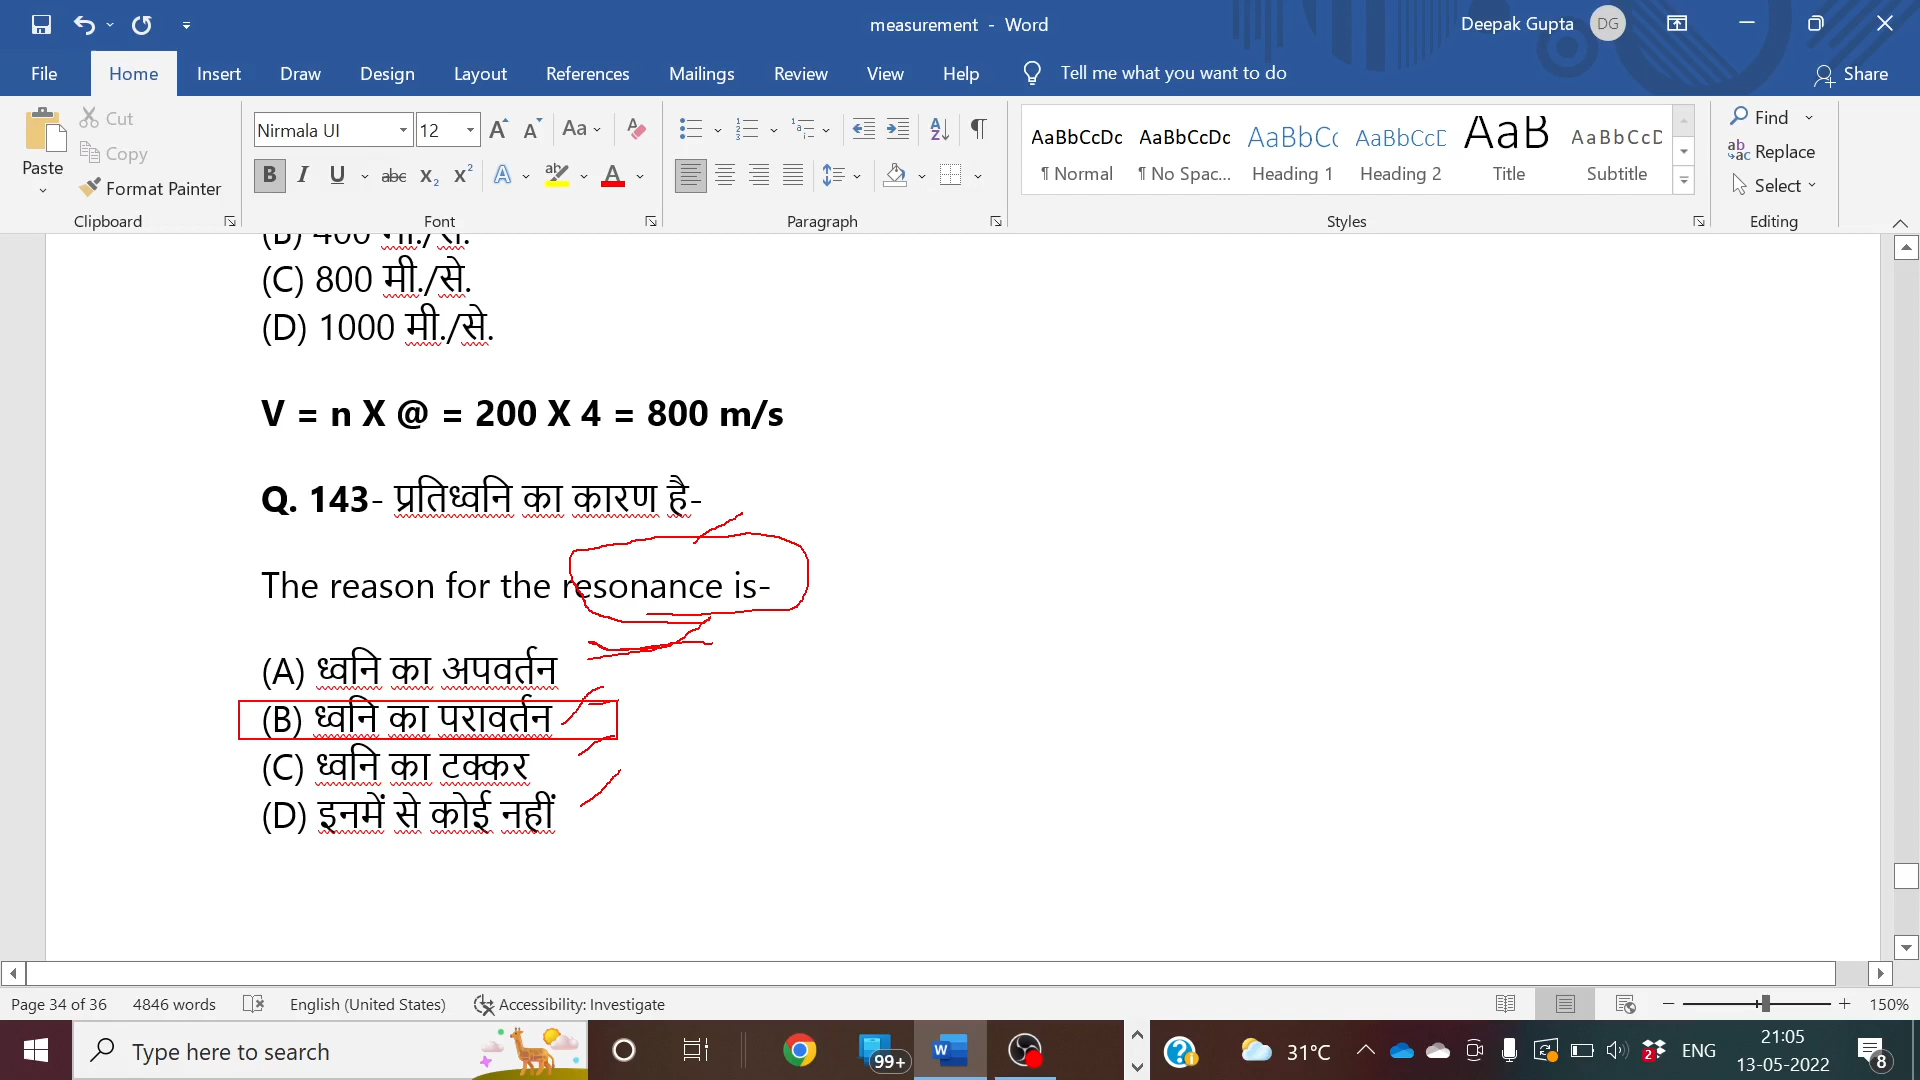 measurement - Word
Deepak Gupta DG
File Home Insert Draw Design Layout References Mailings Review View Help Tell me what you want to do Share
Paste
Cut
Copy
Format Painter
Clipboard
Nirmala UI 12
Font
Paragraph
AaBbCcDc AaBbCcDc AaBbCc AaBbCcD AaB AaBbCcD
¶ Normal ¶ No Spac... Heading 1 Heading 2 Title Subtitle
Styles
Find
Replace
Select
Editing
(B) 400 मी./से.
(C) 800 मी./से.
(D) 1000 मी./से.
V = n X @ = 200 X 4 = 800 m/s
Q. 143- प्रतिध्वनि का कारण है-
The reason for the resonance is-
(A) ध्वनि का अपवर्तन
(B) ध्वनि का परावर्तन
(C) ध्वनि का टक्कर
(D) इनमें से कोई नहीं
Page 34 of 36 4846 words English (United States) Accessibility: Investigate 150%
Type here to search
99+
31°C
ENG
21:05
13-05-2022
8